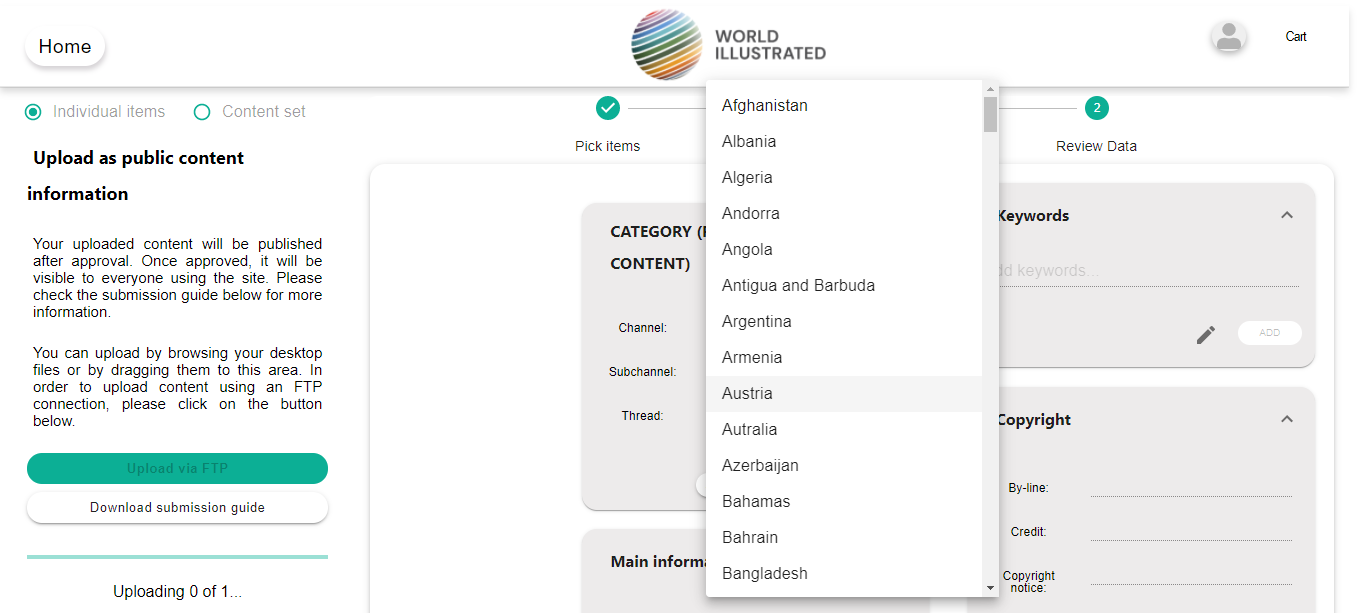 Home
WORLD
ILLUSTRATED
Cart
Individual items
Content set
Upload as public content
information
Your uploaded content will be published
after approval. Once approved, it will be
visible to everyone using the site. Please
check the submission guide below for more
information.
You can upload by browsing your desktop
files or by dragging them to this area. In
order to upload content using an FTP
connection, please click on the button
below.
Upload via FTP
Download submission guide
Uploading 0 of 1...
Pick items
2
Review Data
CATEGORY
CONTENT)
Channel:
Subchannel:
Thread:
Main
Afghanistan
Albania
Algeria
Andorra
Angola
Antigua and Barbuda
Argentina
Armenia
Austria
Autralia
Azerbaijan
Bahamas
Bahrain
Bangladesh
Keywords
keywords...
ADD
Copyright
By-line:
Credit:
Copyright
notice: